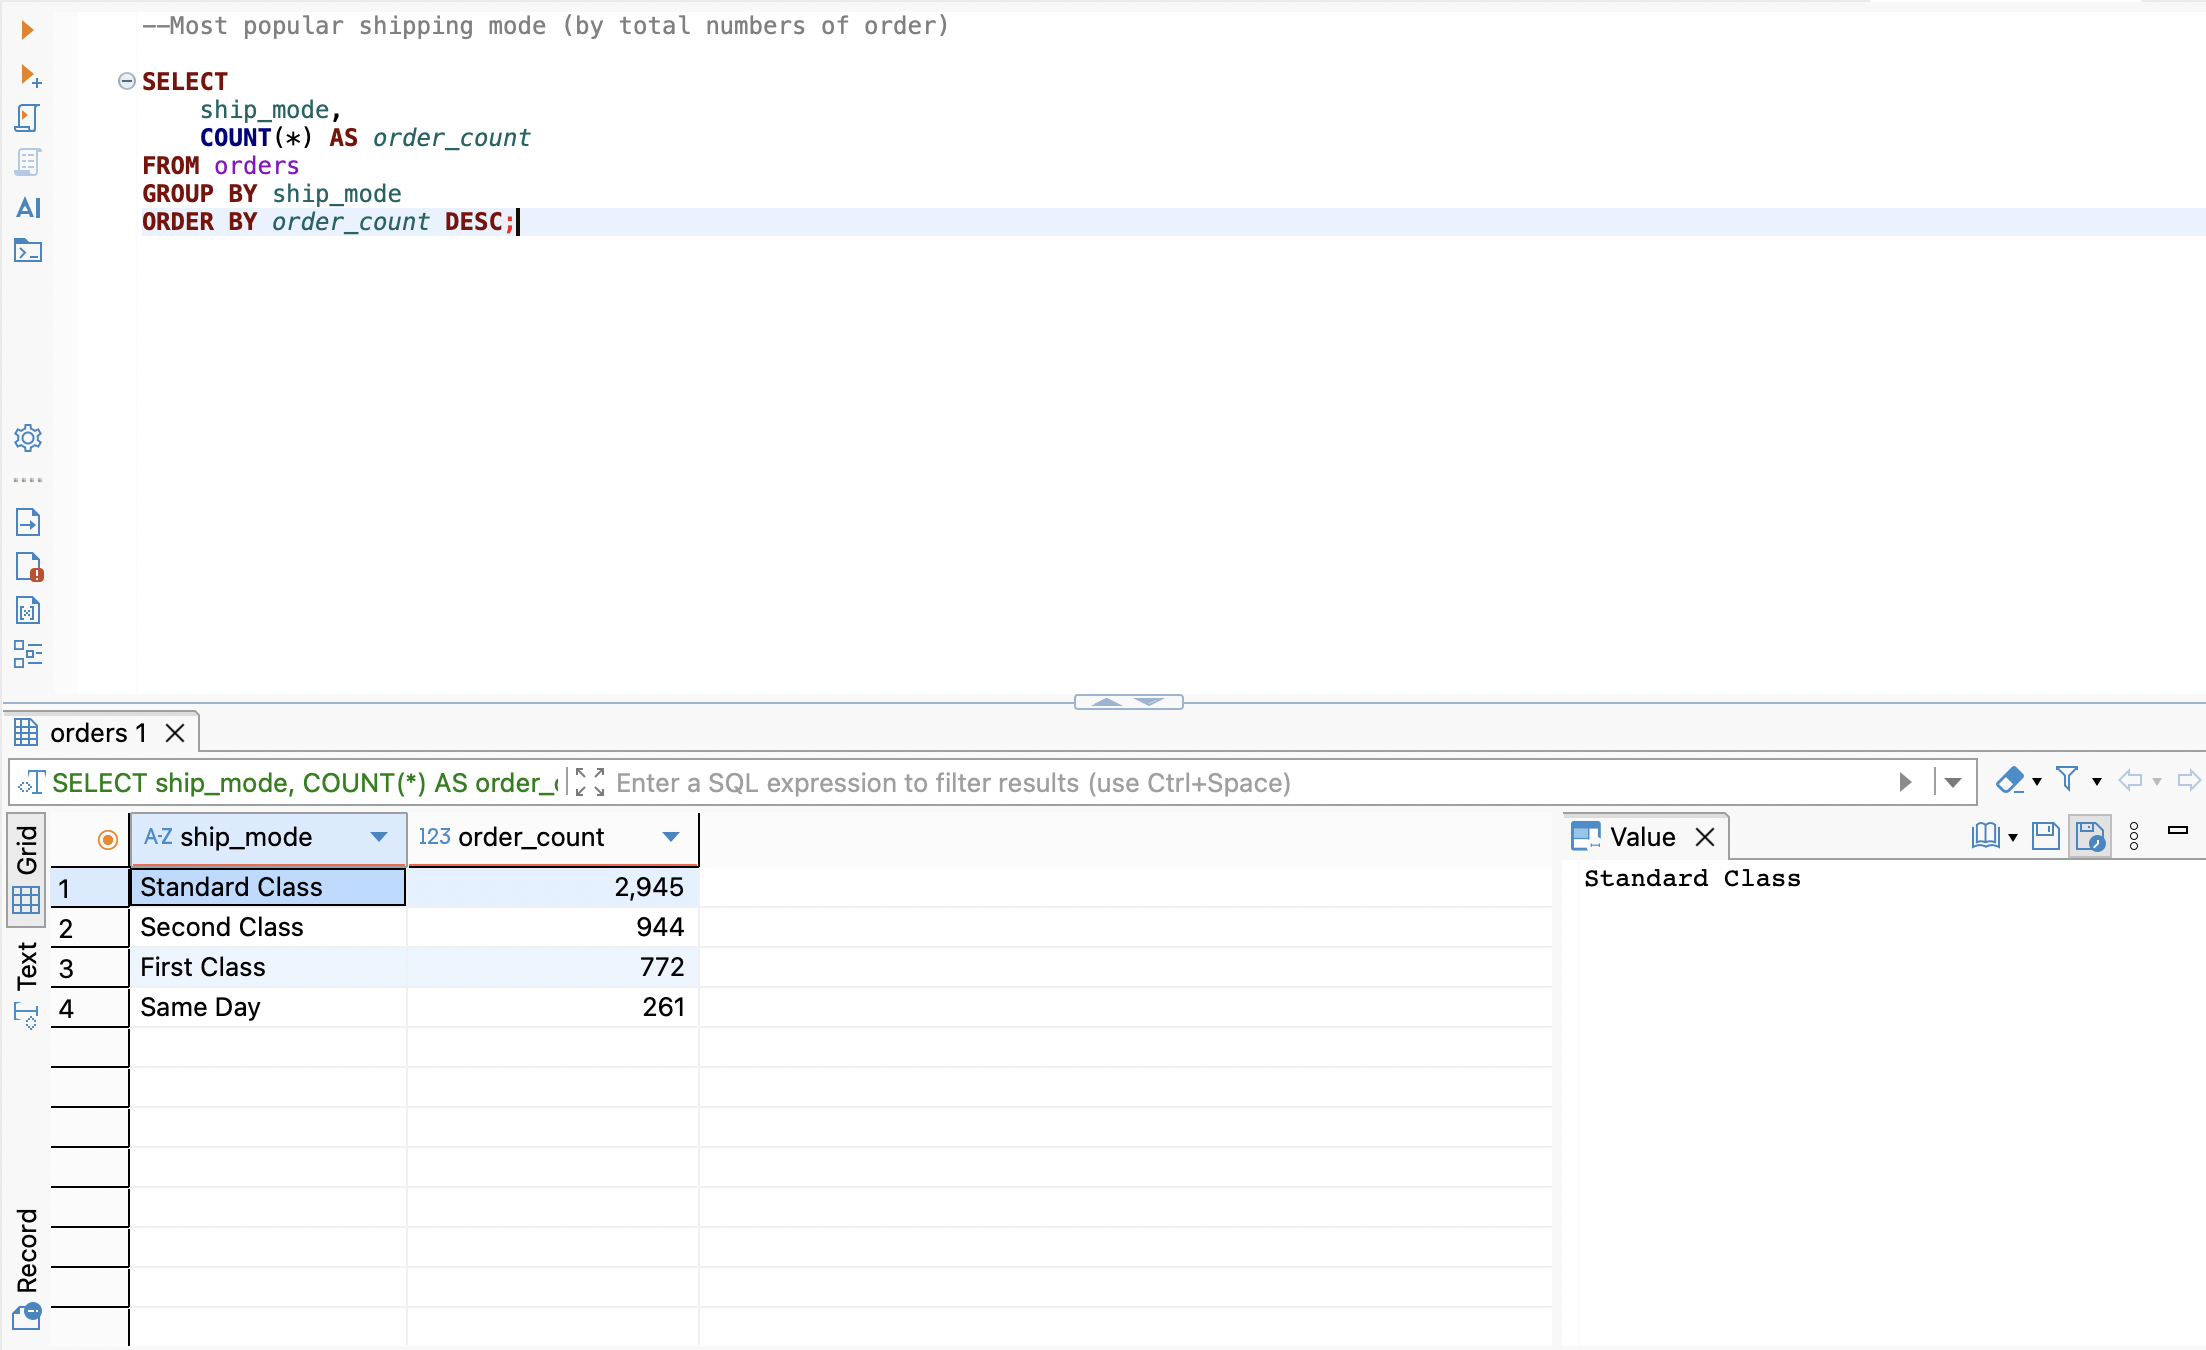 --Most popular shipping mode (by total numbers of order)
SELECT
ship_mode,
COUNT(*) AS order_count
FROM orders
GROUP BY ship_mode
ORDER BY order_count DESC;
AI
orders 1
SELECT ship_mode, COUNT(*) AS order_c
Enter a SQL expression to filter results (use Ctrl+Space)
Grid
Text
Record
A-Z ship_mode 123 order_count
1 Standard Class 2,945
2 Second Class 944
3 First Class 772
4 Same Day 261
Value
Standard Class